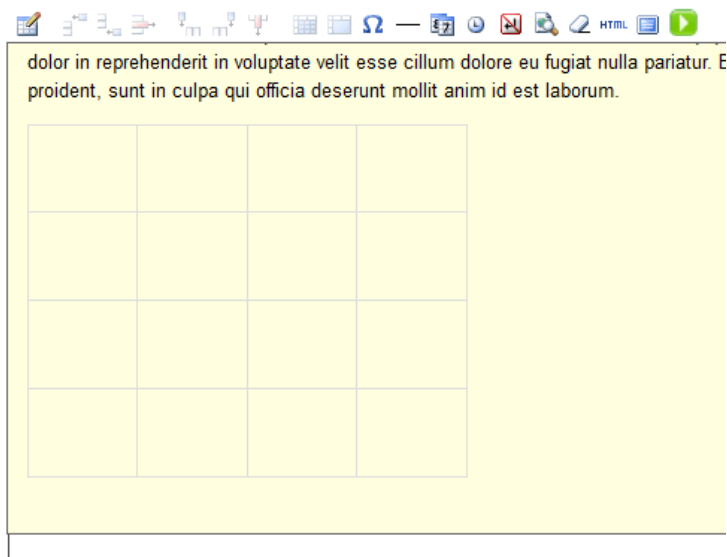 Ω HTML
dolor in reprehenderit in voluptate velit esse cillum dolore eu fugiat nulla pariatur. E
proident, sunt in culpa qui officia deserunt mollit anim id est laborum.